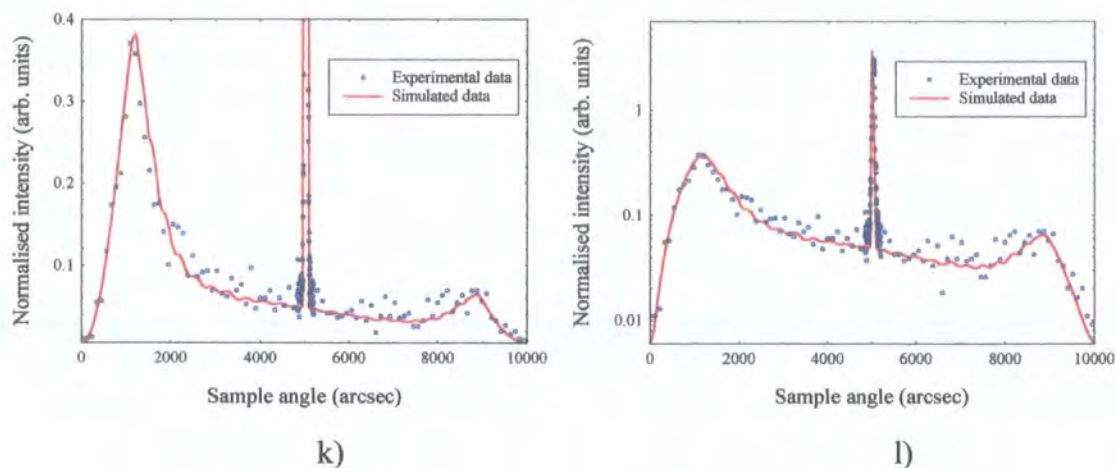 0.4
0.3
0.2
0.1
Normalised intensity (arb. units)
Experimental data
Simulated data
0 2000 4000 6000 8000 10000
Sample angle (arcsec)
k)
1
0.1
0.01
Normalised intensity (arb. units)
Experimental data
Simulated data
0 2000 4000 6000 8000 10000
Sample angle (arcsec)
l)